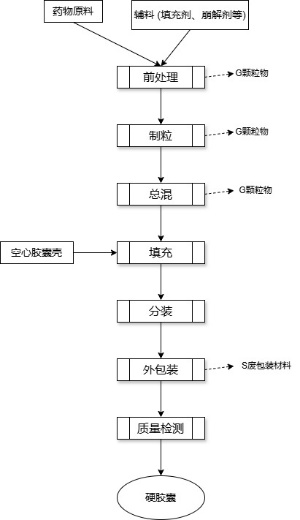 药物原料
辅料 (填充剂、崩解剂等)
前处理
G颗粒物
制粒
G颗粒物
总混
G颗粒物
空心胶囊壳
填充
分装
外包装
S废包装材料
质量检测
硬胶囊